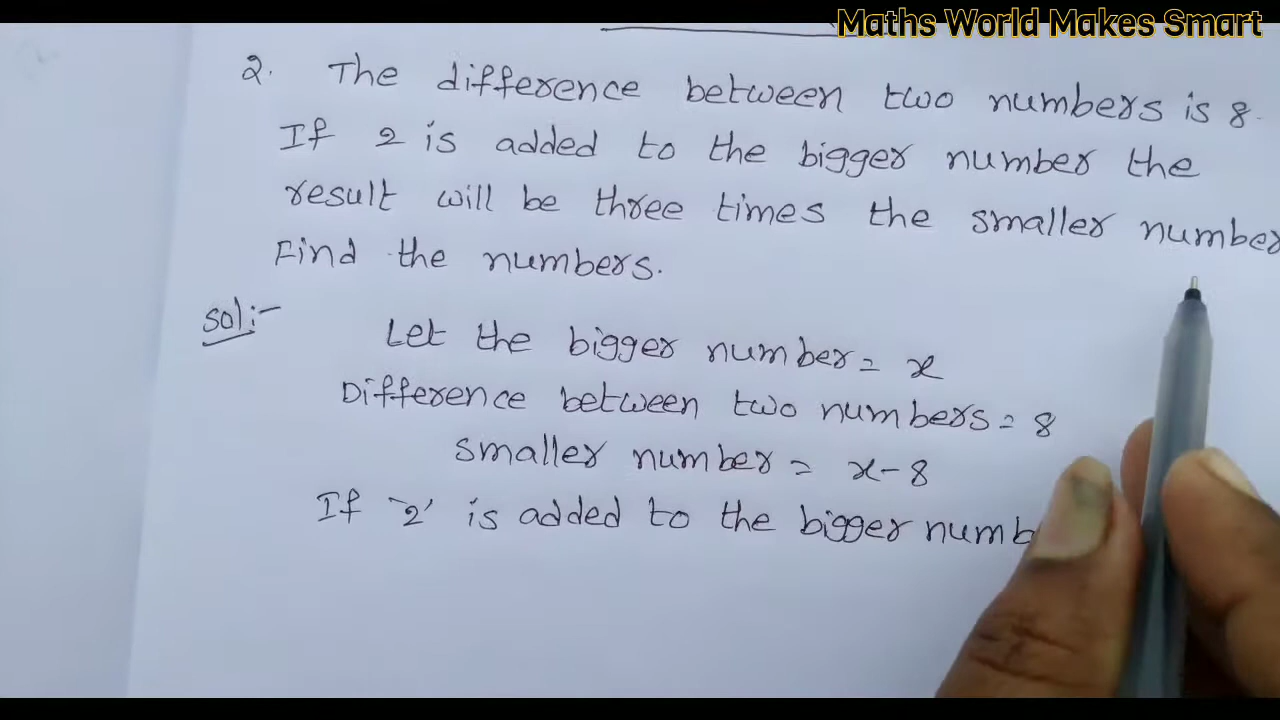 Maths World Makes Smart
2. The difference between two numbers is 8.
If 2 is added to the bigger number the
result will be three times the smaller number
Find the numbers.
Sol:-
Let the bigger number = x
Difference between two numbers = 8
smaller number = x - 8
If '2' is added to the bigger numb